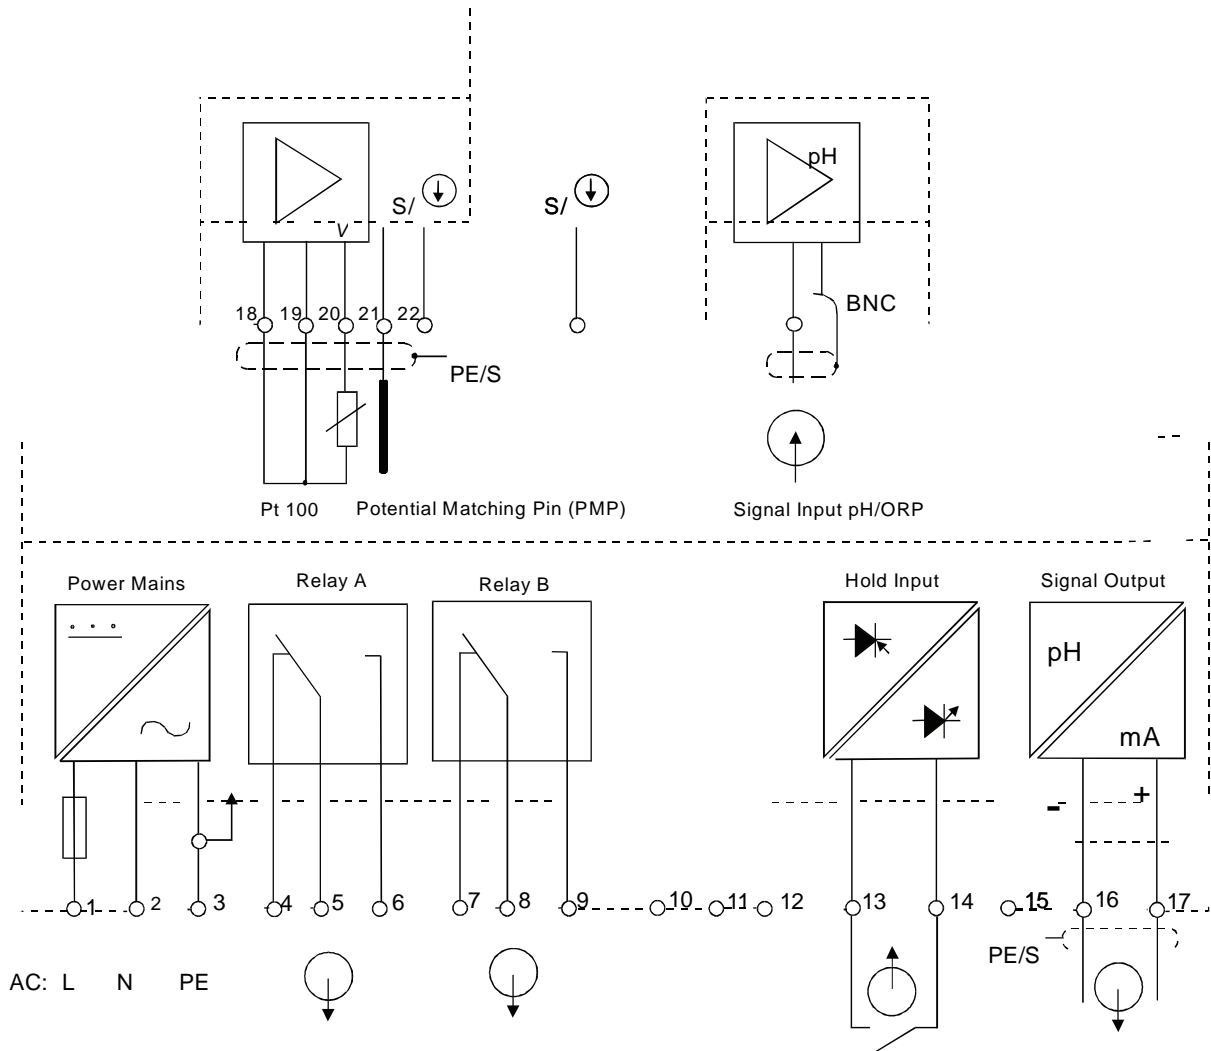 pH
S/
S/
V
BNC
18 19 20 21 22
PE/S
Pt 100 Potential Matching Pin (PMP) Signal Input pH/ORP
Power Mains Relay A Relay B Hold Input Signal Output
pH
mA
- +
1 2 3 4 5 6 7 8 9 10 11 12 13 14 15 16 17
PE/S
AC: L N PE